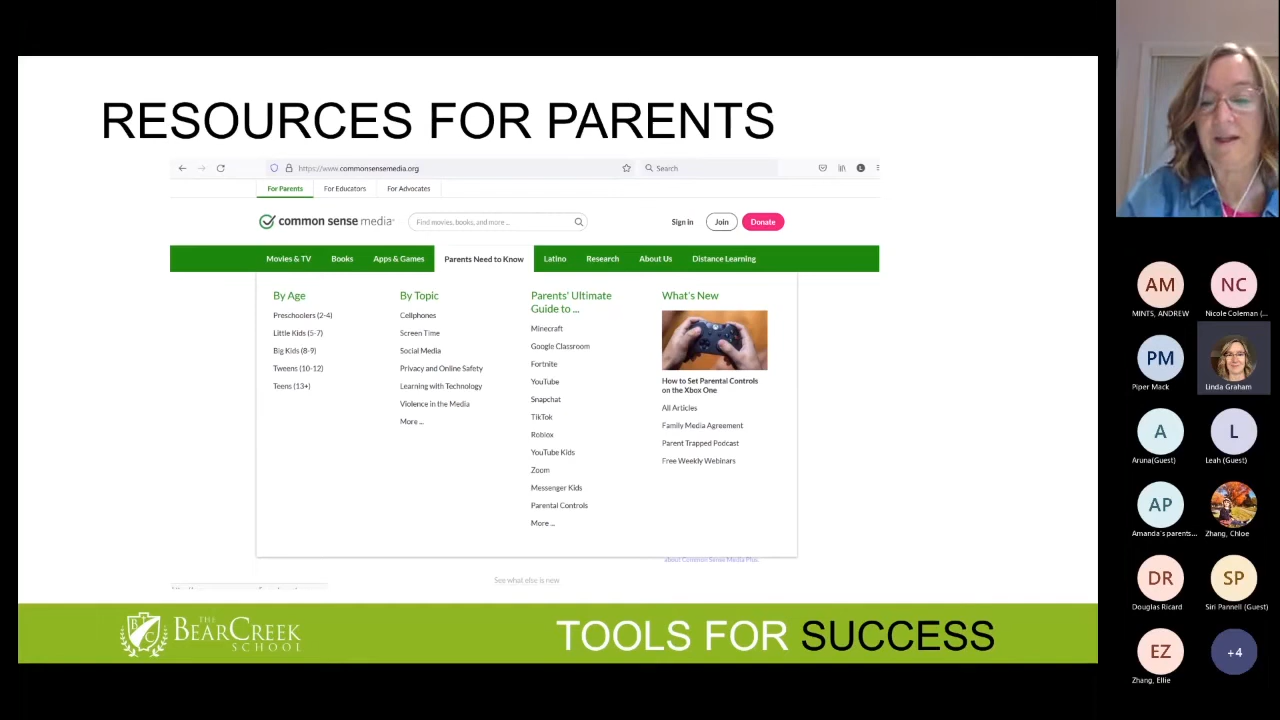 RESOURCES FOR PARENTS
https://www.commonsensemedia.org
Search
L
For Parents For Educators For Advocates
common sense media
Find movies, books, and more ...
Sign in Join Donate
Movies & TV Books Apps & Games Parents Need to Know Latino Research About Us Distance Learning
By Age
Preschoolers (2-4)
Little Kids (5-7)
Big Kids (8-9)
Tweens (10-12)
Teens (13+)
By Topic
Cellphones
Screen Time
Social Media
Privacy and Online Safety
Learning with Technology
Violence in the Media
More ...
Parents' Ultimate
Guide to ...
Minecraft
Google Classroom
Fortnite
YouTube
Snapchat
TikTok
Roblox
YouTube Kids
Zoom
Messenger Kids
Parental Controls
More ...
What's New
How to Set Parental Controls
on the Xbox One
All Articles
Family Media Agreement
Parent Trapped Podcast
Free Weekly Webinars
about Common Sense Media Plus.
See what else is new
THE
BEAR CREEK
SCHOOL
TOOLS FOR SUCCESS
AM
MINTS, ANDREW
NC
Nicole Coleman (...
PM
Piper Mack
Linda Graham
A
Aruna(Guest)
L
Leah (Guest)
AP
Amanda's parents...
Zhang, Chloe
DR
Douglas Ricard
SP
Siri Pannell (Guest)
EZ
Zhang, Ellie
+4